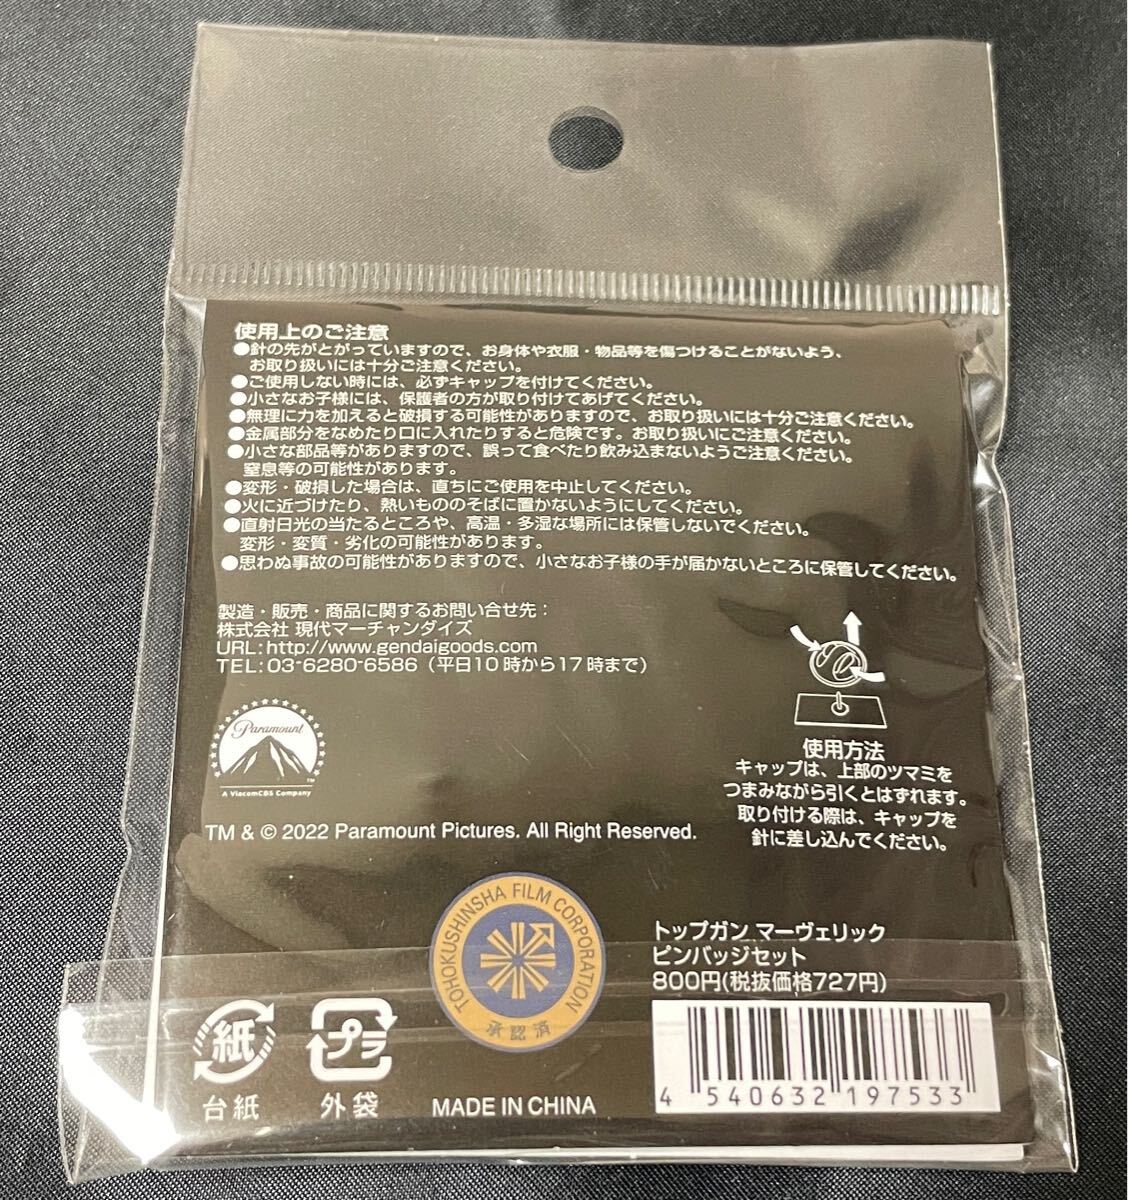 使用上のご注意
●針の先がとがっていますので、お身体や衣服・物品等を傷つけることがないよう、
お取り扱いには十分ご注意ください。
●ご使用しない時には、必ずキャップを付けてください。
●小さなお子様には、保護者の方が取り付けてあげてください。
●無理に力を加えると破損する可能性がありますので、お取り扱いには十分ご注意ください。
●金属部分をなめたり口に入れたりすると危険です。お取り扱いにご注意ください。
●小さな部品等がありますので、誤って食べたり飲み込まないようご注意ください。
窒息等の可能性があります。
●変形・破損した場合は、直ちにご使用を中止してください。
●火に近づけたり、熱いもののそばに置かないようにしてください。
●直射日光の当たるところや、高温・多湿な場所には保管しないでください。
変形・変質・劣化の可能性があります。
●思わぬ事故の可能性がありますので、小さなお子様の手が届かないところに保管してください。
製造・販売・商品に関するお問い合せ先：
株式会社 現代マーチャンダイズ
URL:http://www.gendaigoods.com
TEL:03-6280-6586（平日10時から17時まで）
Paramount
A ViacomCBS Company
TM & © 2022 Paramount Pictures. All Right Reserved.
使用方法
キャップは、上部のツマミを
つまみながら引くとはずれます。
取り付ける際は、キャップを
針に差し込んでください。
TOHOKUSHINSHA FILM CORPORATION
承認済
トップガン マーヴェリック
ピンバッジセット
800円(税抜価格727円)
4 540632 197533
紙
台紙
プラ
外袋
MADE IN CHINA